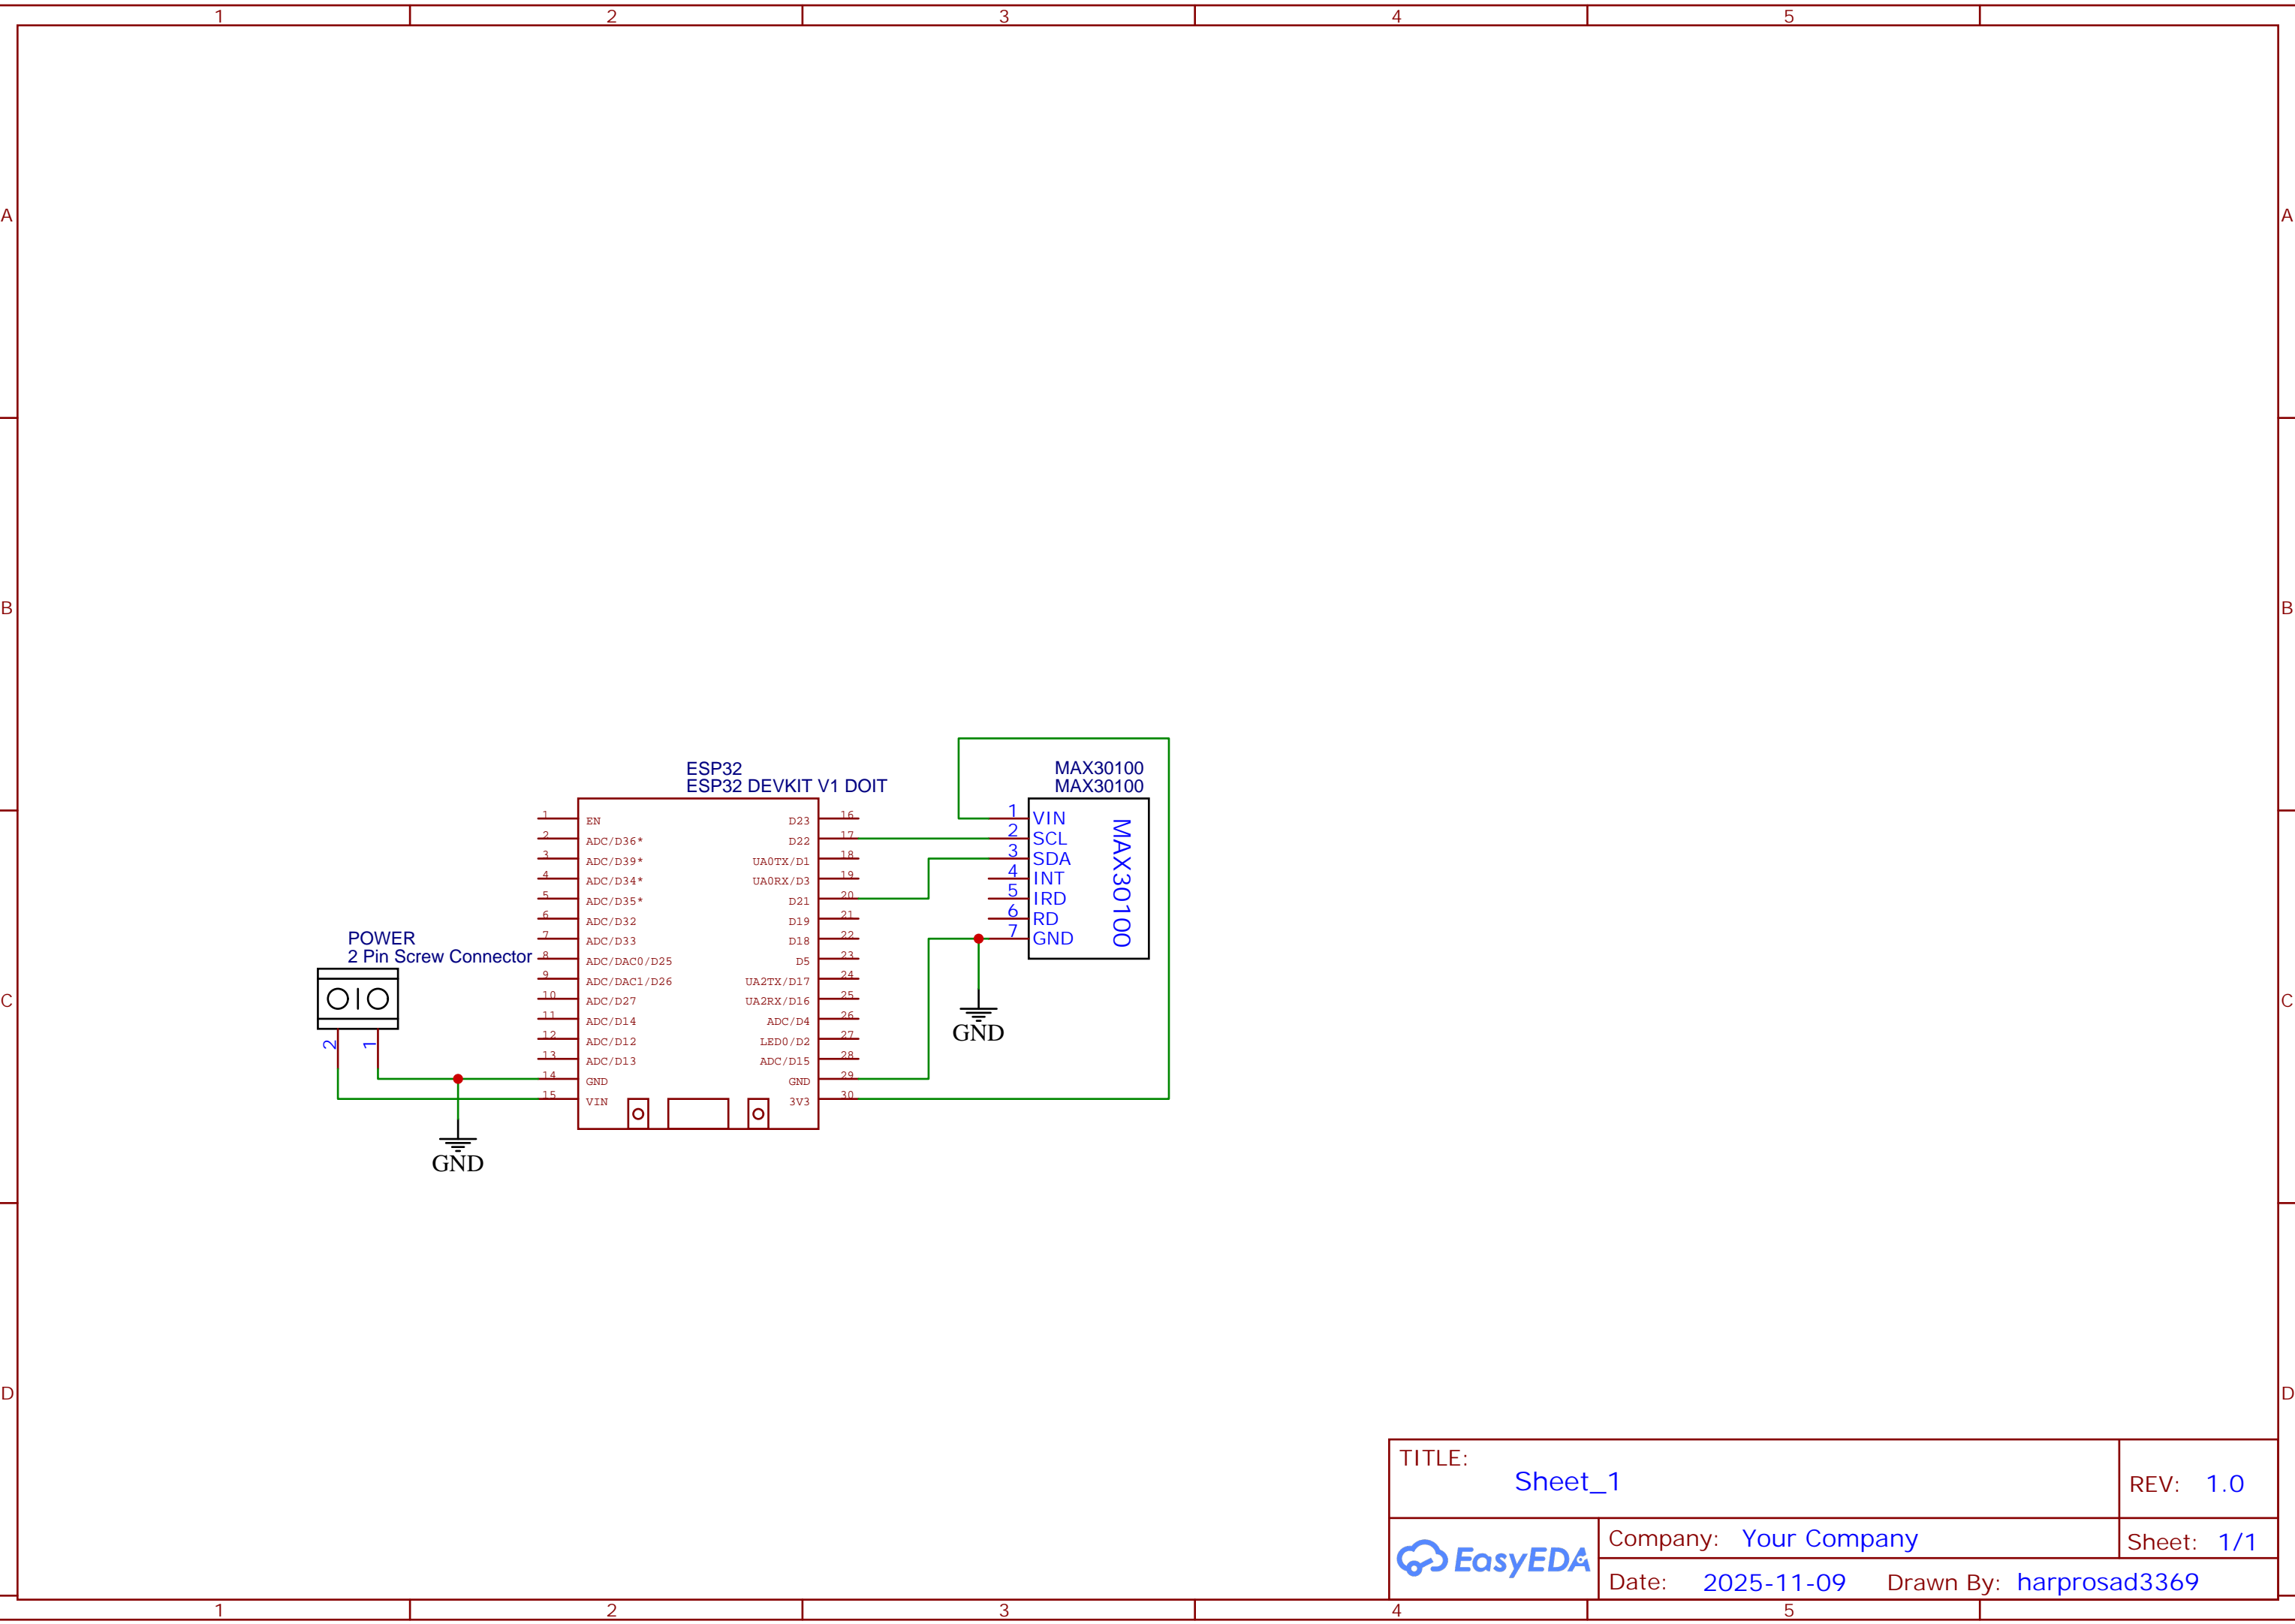 1 2 3 4 5
A A
B B
C C
D D
ESP32
ESP32 DEVKIT V1 DOIT
1 EN
2 ADC/D36*
3 ADC/D39*
4 ADC/D34*
5 ADC/D35*
6 ADC/D32
7 ADC/D33
8 ADC/DAC0/D25
9 ADC/DAC1/D26
10 ADC/D27
11 ADC/D14
12 ADC/D12
13 ADC/D13
14 GND
15 VIN
D23 16
D22 17
UA0TX/D1 18
UA0RX/D3 19
D21 20
D19 21
D18 22
D5 23
UA2TX/D17 24
UA2RX/D16 25
ADC/D4 26
LED0/D2 27
ADC/D15 28
GND 29
3V3 30
MAX30100
MAX30100
1 VIN
2 SCL
3 SDA
4 INT
5 IRD
6 RD
7 GND
MAX30100
GND
POWER
2 Pin Screw Connector
2 1
GND
TITLE:
Sheet_1
REV: 1.0
EasyEDA
Company: Your Company
Sheet: 1/1
Date: 2025-11-09 Drawn By: harprosad3369
1 2 3 4 5